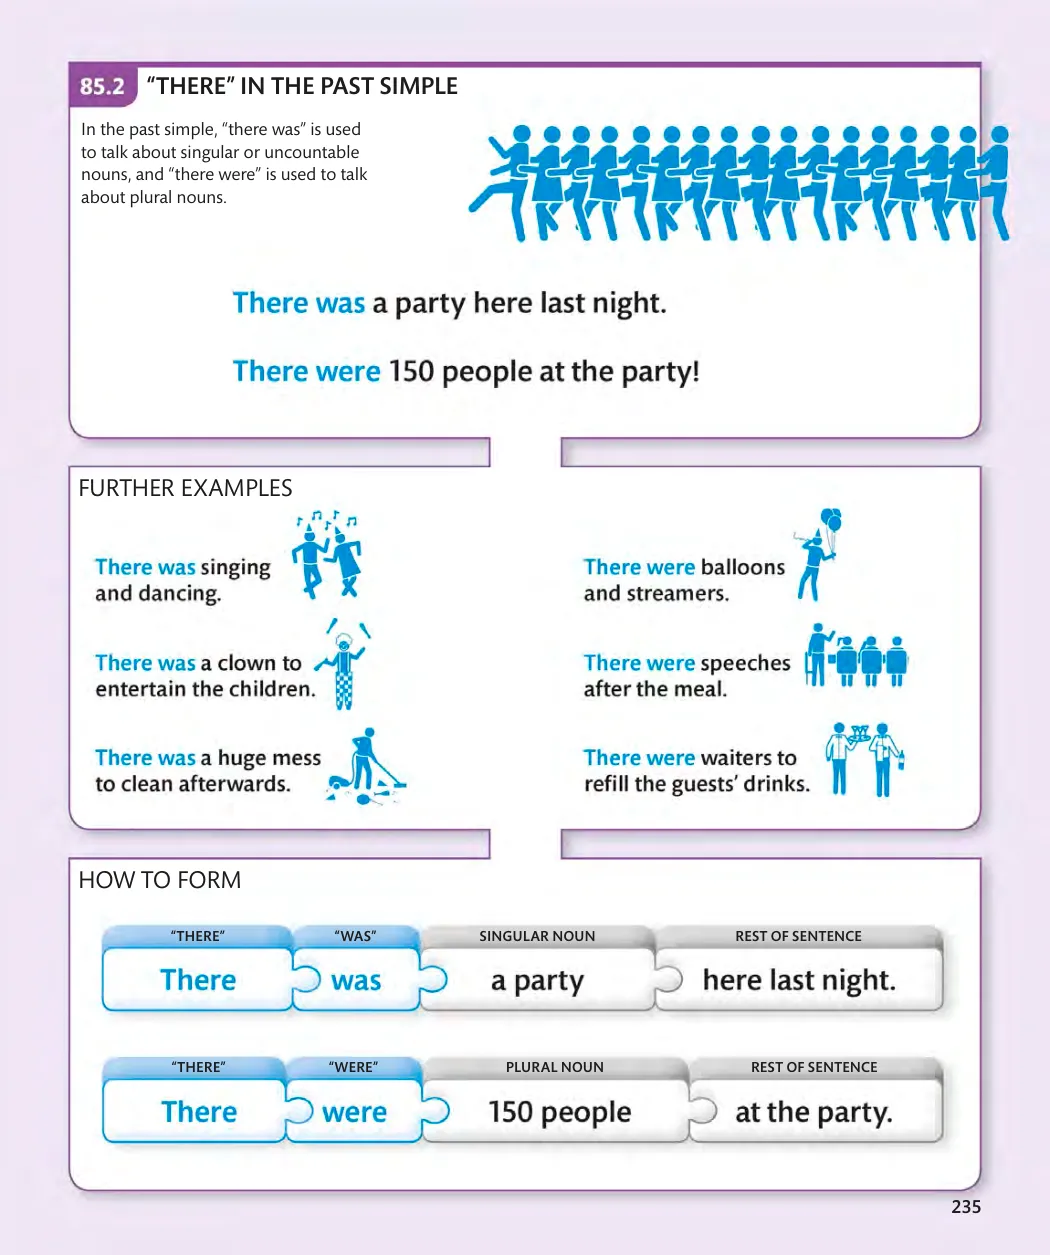 85.2 “THERE” IN THE PAST SIMPLE
In the past simple, “there was” is used
to talk about singular or uncountable
nouns, and “there were” is used to talk
about plural nouns.
There was a party here last night.
There were 150 people at the party!
FURTHER EXAMPLES
There was singing
and dancing.
There was a clown to
entertain the children.
There was a huge mess
to clean afterwards.
There were balloons
and streamers.
There were speeches
after the meal.
There were waiters to
refill the guests’ drinks.
HOW TO FORM
“THERE” “WAS” SINGULAR NOUN REST OF SENTENCE
There was a party here last night.
“THERE” “WERE” PLURAL NOUN REST OF SENTENCE
There were 150 people at the party.
235